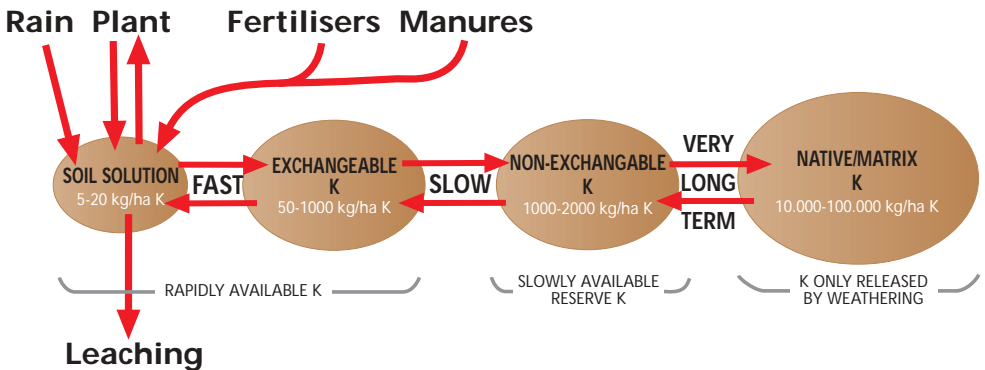 Rain Plant Fertilisers Manures
SOIL SOLUTION
5-20 kg/ha K
FAST
EXCHANGEABLE
K
50-1000 kg/ha K
SLOW
NON-EXCHANGABLE
K
1000-2000 kg/ha K
VERY
LONG
TERM
NATIVE/MATRIX
K
10.000-100.000 kg/ha K
RAPIDLY AVAILABLE K
SLOWLY AVAILABLE
RESERVE K
K ONLY RELEASED
BY WEATHERING
Leaching